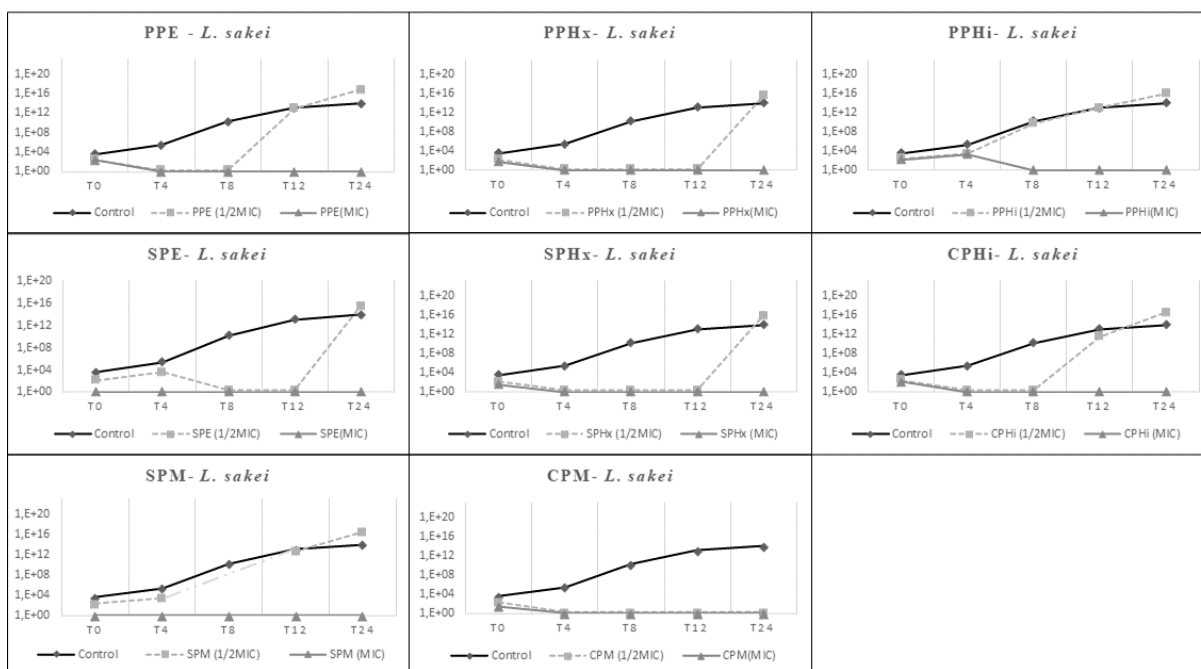 PPE - L. sakei
1,E+20
1,E+16
1,E+12
1,E+08
1,E+04
1,E+00
T0 T4 T8 T12 T24
Control PPE (1/2MIC) PPE(MIC)
PPHx- L. sakei
1,E+20
1,E+16
1,E+12
1,E+08
1,E+04
1,E+00
T0 T4 T8 T12 T24
Control PPHx (1/2MIC) PPHx(MIC)
PPHi- L. sakei
1,E+20
1,E+16
1,E+12
1,E+08
1,E+04
1,E+00
T0 T4 T8 T12 T24
Control PPHi (1/2MIC) PPHi(MIC)
SPE- L. sakei
1,E+20
1,E+16
1,E+12
1,E+08
1,E+04
1,E+00
T0 T4 T8 T12 T24
Control SPE (1/2MIC) SPE(MIC)
SPHx- L. sakei
1,E+20
1,E+16
1,E+12
1,E+08
1,E+04
1,E+00
T0 T4 T8 T12 T24
Control SPHx (1/2MIC) SPHx (MIC)
CPHi- L. sakei
1,E+20
1,E+16
1,E+12
1,E+08
1,E+04
1,E+00
T0 T4 T8 T12 T24
Control CPHi (1/2MIC) CPHi (MIC)
SPM- L. sakei
1,E+20
1,E+16
1,E+12
1,E+08
1,E+04
1,E+00
T0 T4 T8 T12 T24
Control SPM (1/2MIC) SPM (MIC)
CPM- L. sakei
1,E+20
1,E+16
1,E+12
1,E+08
1,E+04
1,E+00
T0 T4 T8 T12 T24
Control CPM (1/2MIC) CPM(MIC)